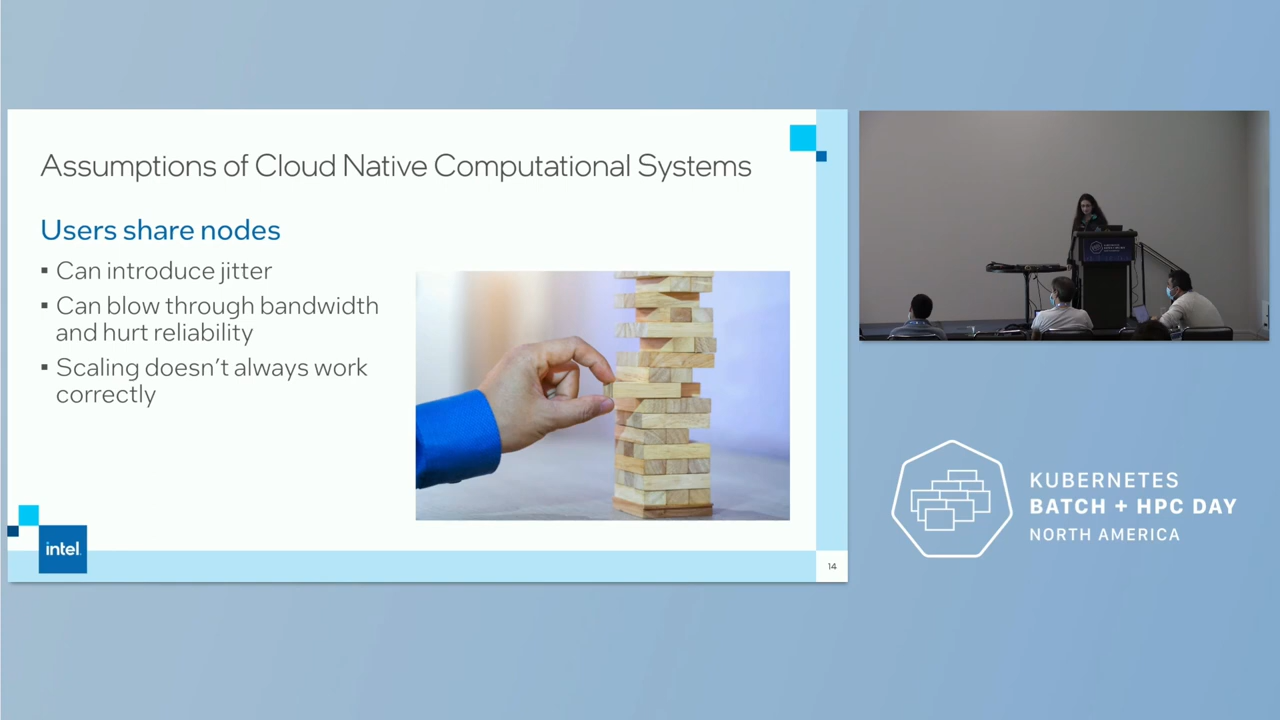 Assumptions of Cloud Native Computational Systems
Users share nodes
▪ Can introduce jitter
▪ Can blow through bandwidth
and hurt reliability
▪ Scaling doesn’t always work
correctly
intel
14
KUBERNETES
BATCH + HPC DAY
NORTH AMERICA